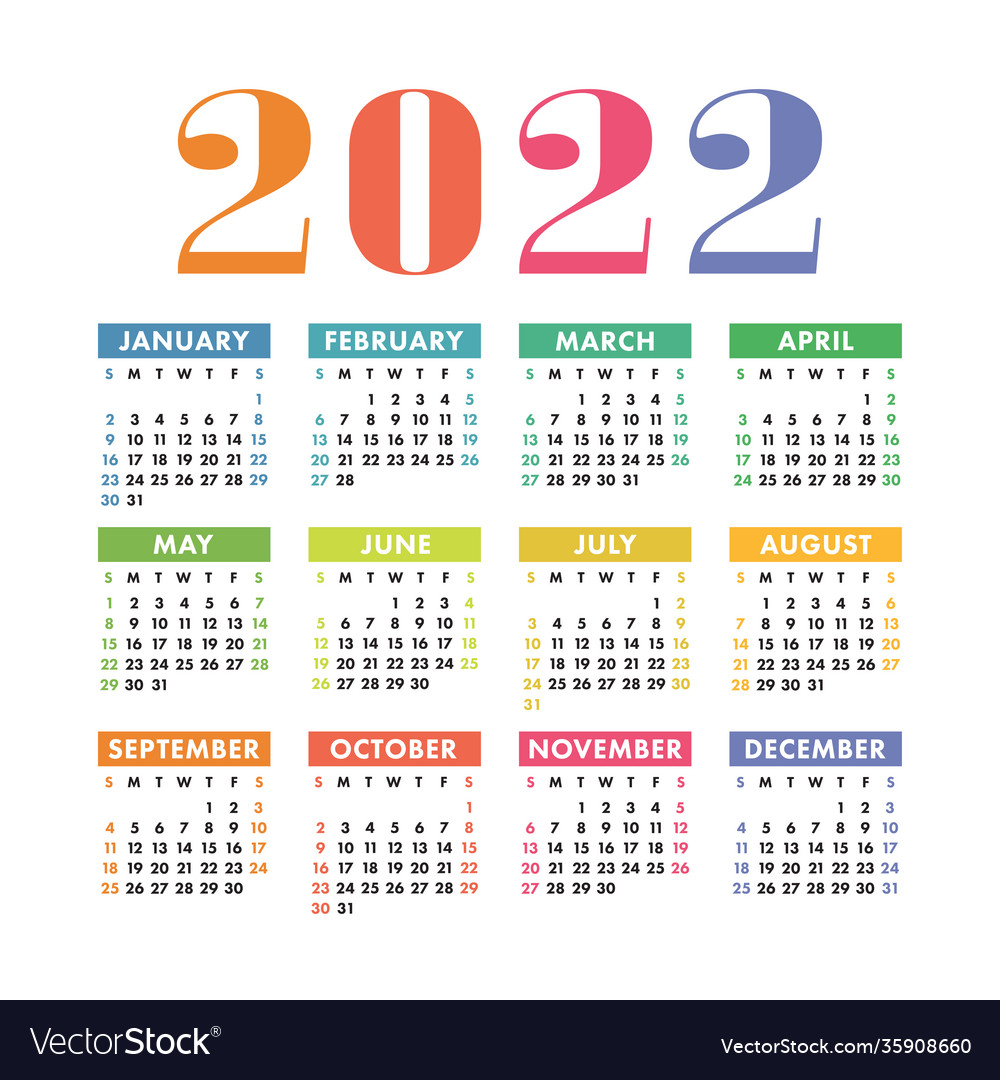 2022
JANUARY FEBRUARY MARCH APRIL
S M T W T F S S M T W T F S S M T W T F S S M T W T F S
1 1 2 3 4 5 1 2 3 4 5 1 2
2 3 4 5 6 7 8 6 7 8 9 10 11 12 6 7 8 9 10 11 12 3 4 5 6 7 8 9
9 10 11 12 13 14 15 13 14 15 16 17 18 19 13 14 15 16 17 18 19 10 11 12 13 14 15 16
16 17 18 19 20 21 22 20 21 22 23 24 25 26 20 21 22 23 24 25 26 17 18 19 20 21 22 23
23 24 25 26 27 28 29 27 28 27 28 29 30 31 24 25 26 27 28 29 30
30 31
MAY JUNE JULY AUGUST
S M T W T F S S M T W T F S S M T W T F S S M T W T F S
1 2 3 4 5 6 7 1 2 3 4 1 2 1 2 3 4 5 6
8 9 10 11 12 13 14 5 6 7 8 9 10 11 3 4 5 6 7 8 9 7 8 9 10 11 12 13
15 16 17 18 19 20 21 12 13 14 15 16 17 18 10 11 12 13 14 15 16 14 15 16 17 18 19 20
22 23 24 25 26 27 28 19 20 21 22 23 24 25 17 18 19 20 21 22 23 21 22 23 24 25 26 27
29 30 31 26 27 28 29 30 24 25 26 27 28 29 30 28 29 30 31
31
SEPTEMBER OCTOBER NOVEMBER DECEMBER
S M T W T F S S M T W T F S S M T W T F S S M T W T F S
1 2 3 1 1 2 3 4 5 1 2 3
4 5 6 7 8 9 10 2 3 4 5 6 7 8 6 7 8 9 10 11 12 4 5 6 7 8 9 10
11 12 13 14 15 16 17 9 10 11 12 13 14 15 13 14 15 16 17 18 19 11 12 13 14 15 16 17
18 19 20 21 22 23 24 16 17 18 19 20 21 22 20 21 22 23 24 25 26 18 19 20 21 22 23 24
25 26 27 28 29 30 23 24 25 26 27 28 29 27 28 29 30 25 26 27 28 29 30 31
30 31
VectorStock® VectorStock.com/35908660